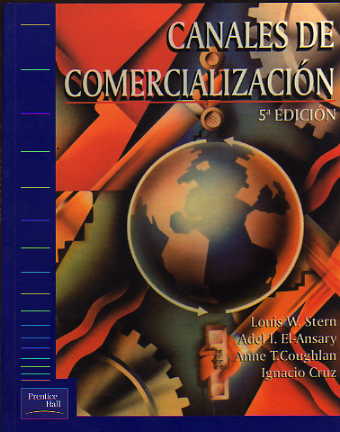 CANALES DE
COMERCIALIZACIÓN
5ª EDICIÓN
Louis W. Stern
Adel I. El-Ansary
Anne T. Coughlan
Ignacio Cruz
Prentice
Hall